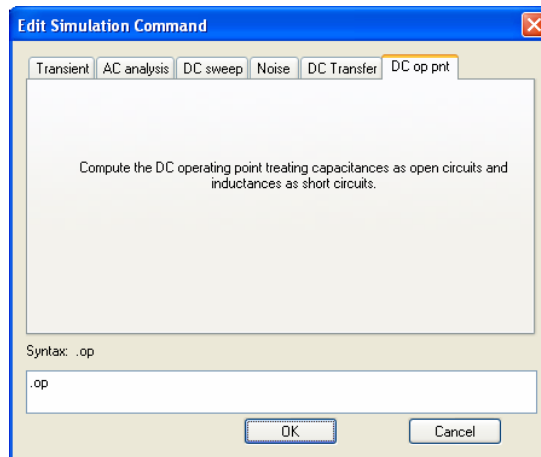 Edit Simulation Command
Transient AC analysis DC sweep Noise DC Transfer DC op pnt
Compute the DC operating point treating capacitances as open circuits and
inductances as short circuits.
Syntax: .op
.op
OK Cancel